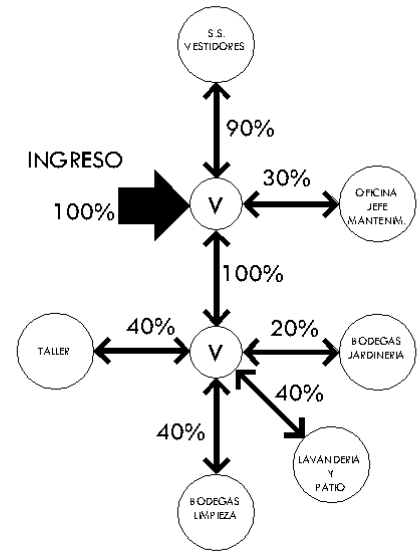 S.S.
VESTIDORES
90%
INGRESO
100%
V
30%
OFICINA
JEFE
MANTENIM.
100%
TALLER
40%
V
20%
BODEGAS
JARDINERIA
40%
40%
LAVANDERIA
Y
PATIO
BODEGAS
LIMPIEZA